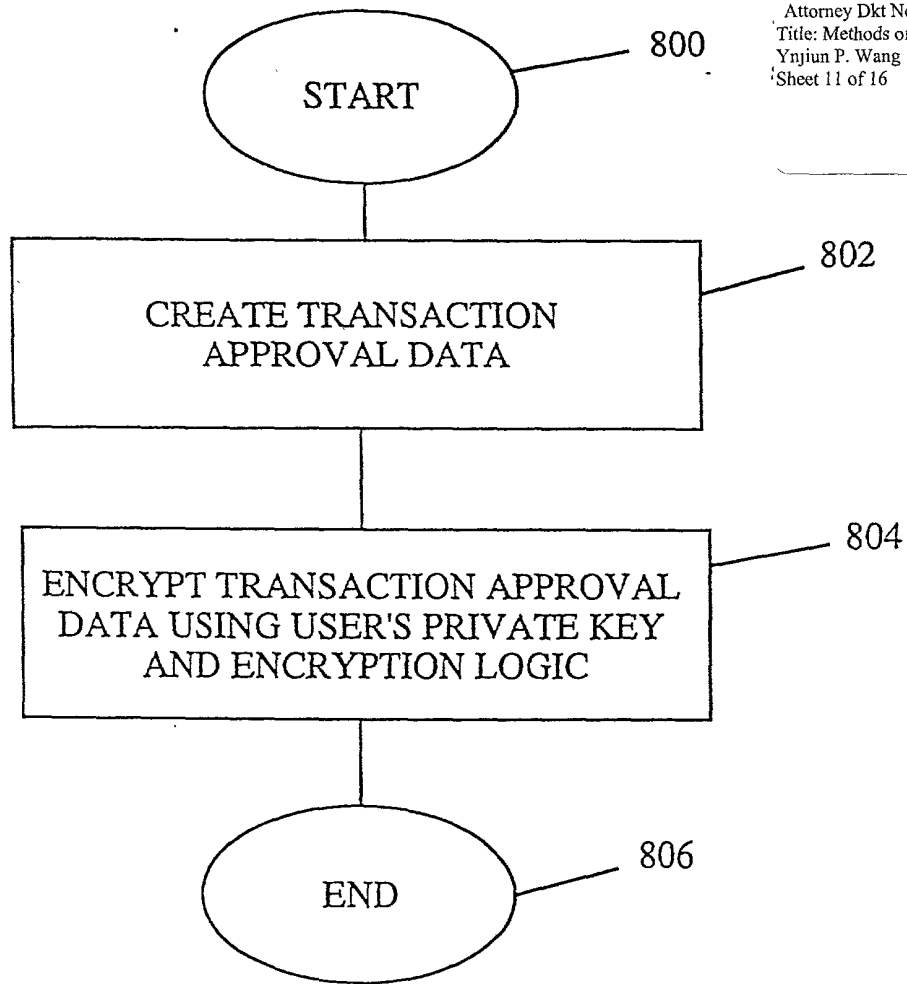 Attorney Dkt No
Title: Methods o
Ynjiun P. Wang
Sheet 11 of 16
800
START
802
CREATE TRANSACTION
APPROVAL DATA
804
ENCRYPT TRANSACTION APPROVAL
DATA USING USER'S PRIVATE KEY
AND ENCRYPTION LOGIC
806
END